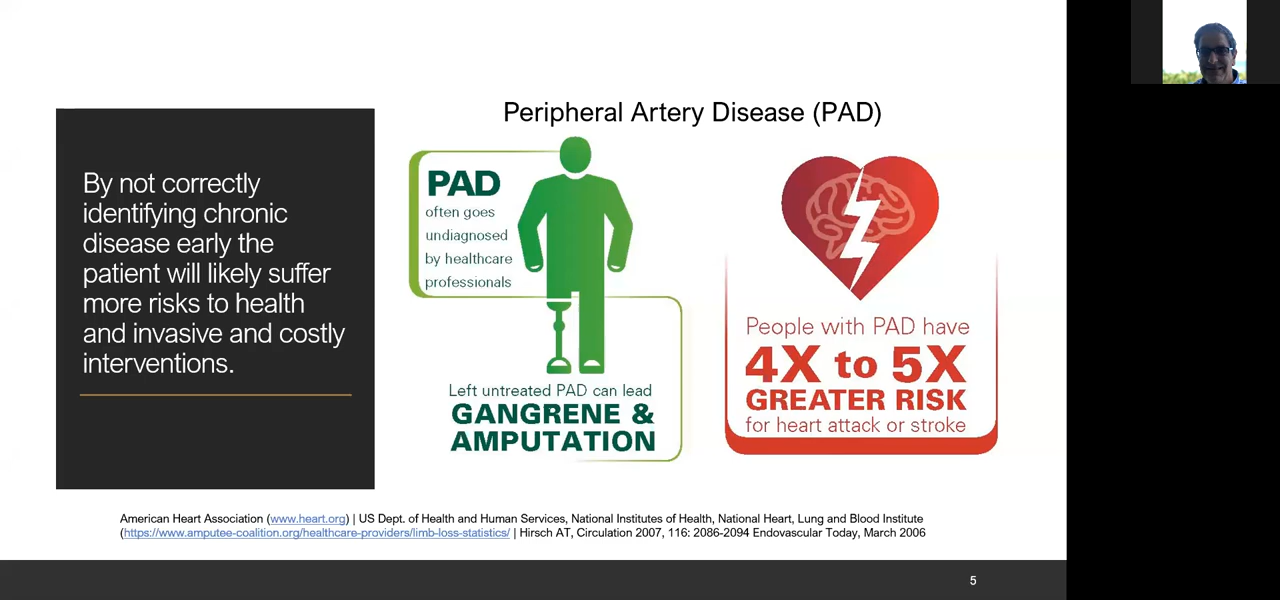 Peripheral Artery Disease (PAD)
By not correctly
identifying chronic
disease early the
patient will likely suffer
more risks to health
and invasive and costly
interventions.
PAD
often goes
undiagnosed
by healthcare
professionals
Left untreated PAD can lead
GANGRENE &
AMPUTATION
People with PAD have
4X to 5X
GREATER RISK
for heart attack or stroke
American Heart Association (www.heart.org) | US Dept. of Health and Human Services, National Institutes of Health, National Heart, Lung and Blood Institute
(https://www.amputee-coalition.org/healthcare-providers/limb-loss-statistics/ | Hirsch AT, Circulation 2007, 116: 2086-2094 Endovascular Today, March 2006
5